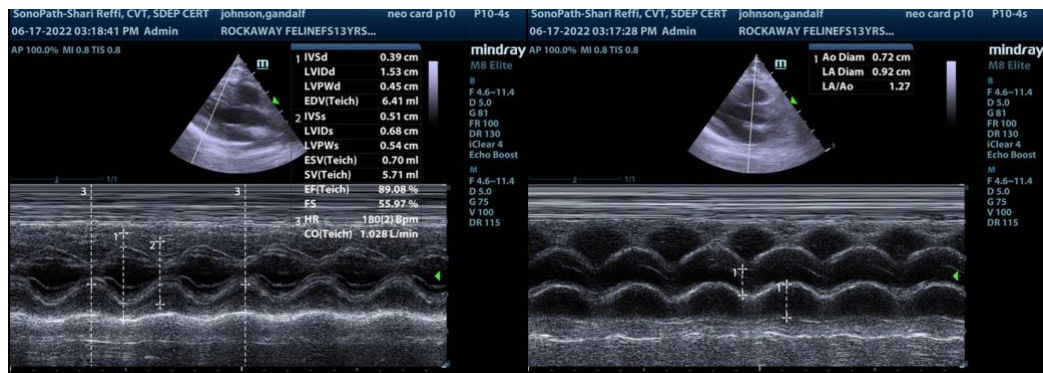 SonoPath-Shari Reffi, CVT, SDEP CERT johnson,gandalf neo card p10 P10-4s
06-17-2022 03:18:41 PM Admin ROCKAWAY FELINEFS13YRS...
AP 100.0% MI 0.8 TIS 0.8
m
1 IVSd 0.39 cm
LVIDd 1.53 cm
LVPWd 0.45 cm
EDV(Teich) 6.41 ml
2 IVSs 0.51 cm
LVIDs 0.68 cm
LVPWs 0.54 cm
ESV(Teich) 0.70 ml
SV(Teich) 5.71 ml
EF(Teich) 89.08 %
FS 55.97 %
3 HR 180(2) Bpm
CO(Teich) 1.028 L/min
mindray
M8 Elite
B
F 4.6~11.4
D 5.0
G 81
FR 100
DR 130
iClear 4
Echo Boost
M
F 4.6~11.4
D 5.0
G 75
V 100
DR 115
1/1
3
3
1
2
SonoPath-Shari Reffi, CVT, SDEP CERT johnson,gandalf neo card p10 P10-4s
06-17-2022 03:17:28 PM Admin ROCKAWAY FELINEFS13YRS...
AP 100.0% MI 0.8 TIS 0.8
m
1 Ao Diam 0.72 cm
LA Diam 0.92 cm
LA/Ao 1.27
mindray
M8 Elite
B
F 4.6~11.4
D 5.0
G 81
FR 100
DR 130
iClear 4
Echo Boost
M
F 4.6~11.4
D 5.0
G 75
V 100
DR 115
5
1/1
1
1